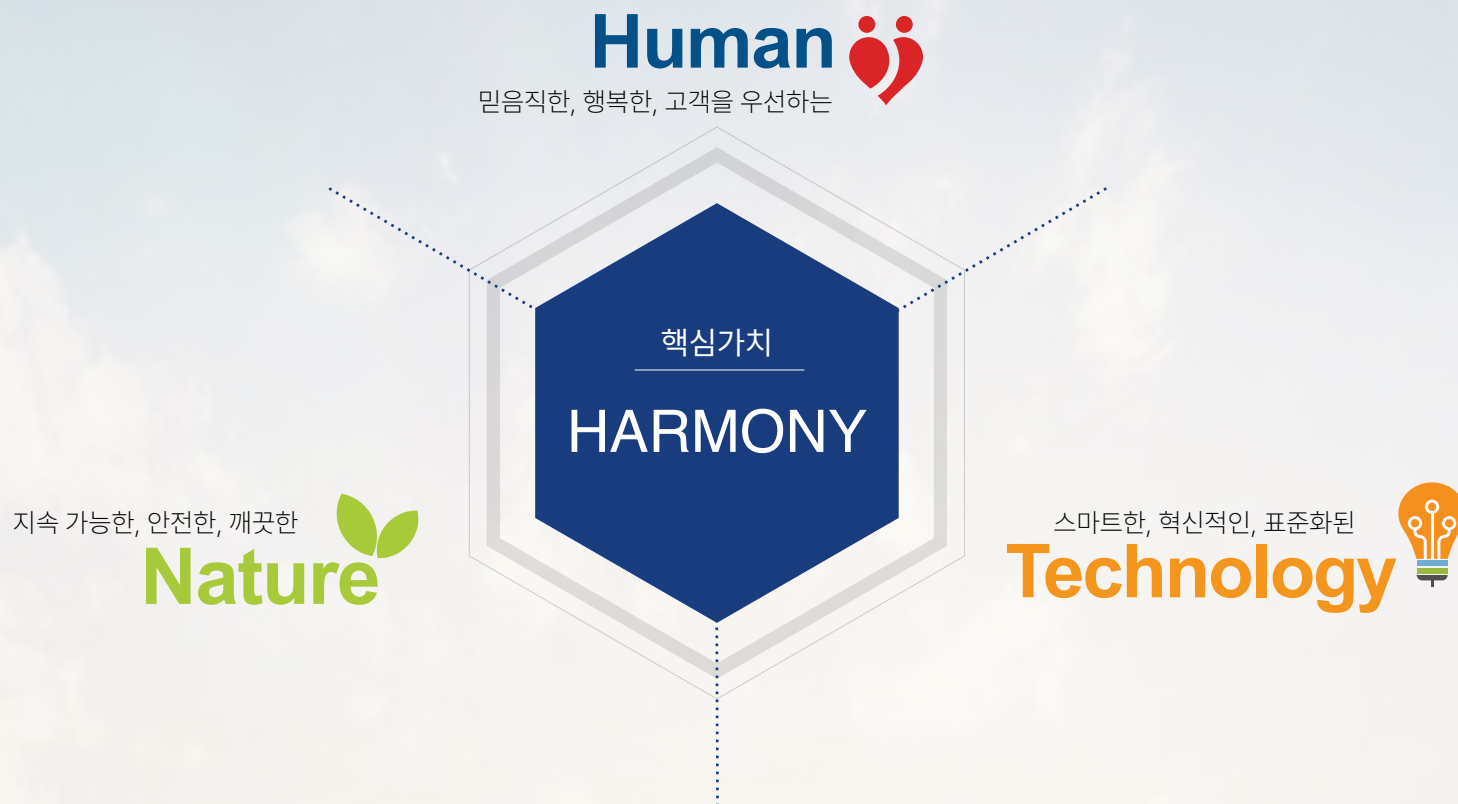 Human
믿음직한, 행복한, 고객을 우선하는
핵심가치
HARMONY
지속 가능한, 안전한, 깨끗한
Nature
스마트한, 혁신적인, 표준화된
Technology